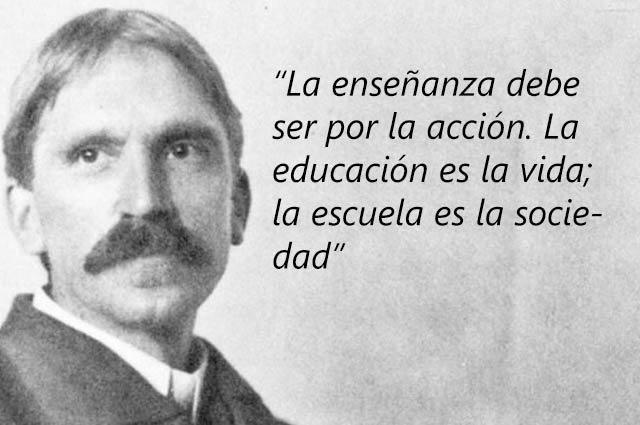 “La enseñanza debe
ser por la acción. La
educación es la vida;
la escuela es la socie-
dad”